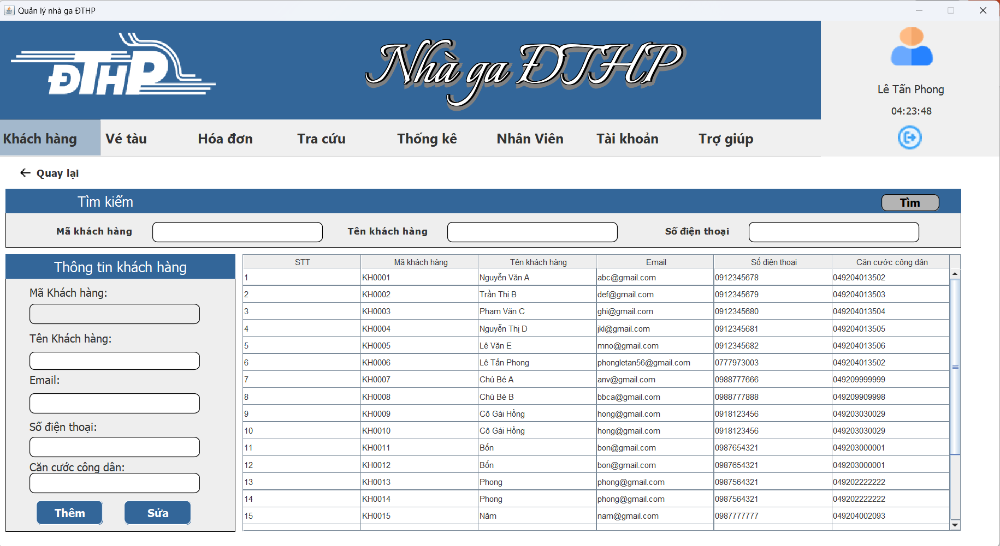 Quản lý nhà ga ĐTHP
ĐTHP
Nhà ga ĐTHP
Lê Tấn Phong
04:23:48
Khách hàng Vé tàu Hóa đơn Tra cứu Thống kê Nhân Viên Tài khoản Trợ giúp
Quay lại
Tìm kiếm Tìm
Mã khách hàng Tên khách hàng Số điện thoại
Thông tin khách hàng
Mã Khách hàng:
Tên Khách hàng:
Email:
Số điện thoại:
Căn cước công dân:
Thêm Sửa
STT Mã khách hàng Tên khách hàng Email Số điện thoại Căn cước công dân
1 KH0001 Nguyễn Văn A abc@gmail.com 0912345678 049204013502
2 KH0002 Trần Thị B def@gmail.com 0912345679 049204013503
3 KH0003 Phạm Văn C ghi@gmail.com 0912345680 049204013504
4 KH0004 Nguyễn Thị D jkl@gmail.com 0912345681 049204013505
5 KH0005 Lê Văn E mno@gmail.com 0912345682 049204013506
6 KH0006 Lê Tấn Phong phongletan56@gmail.com 0777973003 049204013502
7 KH0007 Chú Bé A anv@gmail.com 0988777666 049209999999
8 KH0008 Chú Bé B bbca@gmail.com 0988777888 049209909998
9 KH0009 Cô Gái Hồng hong@gmail.com 0918123456 049203030029
10 KH0010 Cô Gái Hồng hong@gmail.com 0918123456 049203030029
11 KH0011 Bốn bon@gmail.com 0987654321 049203000001
12 KH0012 Bốn bon@gmail.com 0987654321 049203000001
13 KH0013 Phong phong@gmail.com 0987564321 049202222222
14 KH0014 Phong phong@gmail.com 0987564321 049202222222
15 KH0015 Năm nam@gmail.com 0987777777 049204002093